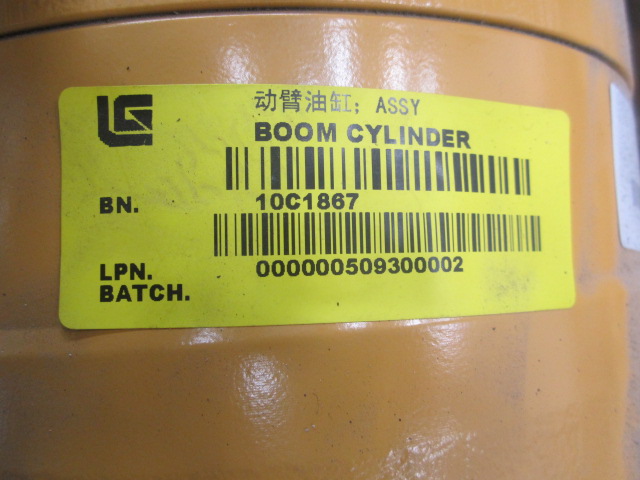 动臂油缸; ASSY
BOOM CYLINDER
BN. 10C1867
LPN. 000000509300002
BATCH.